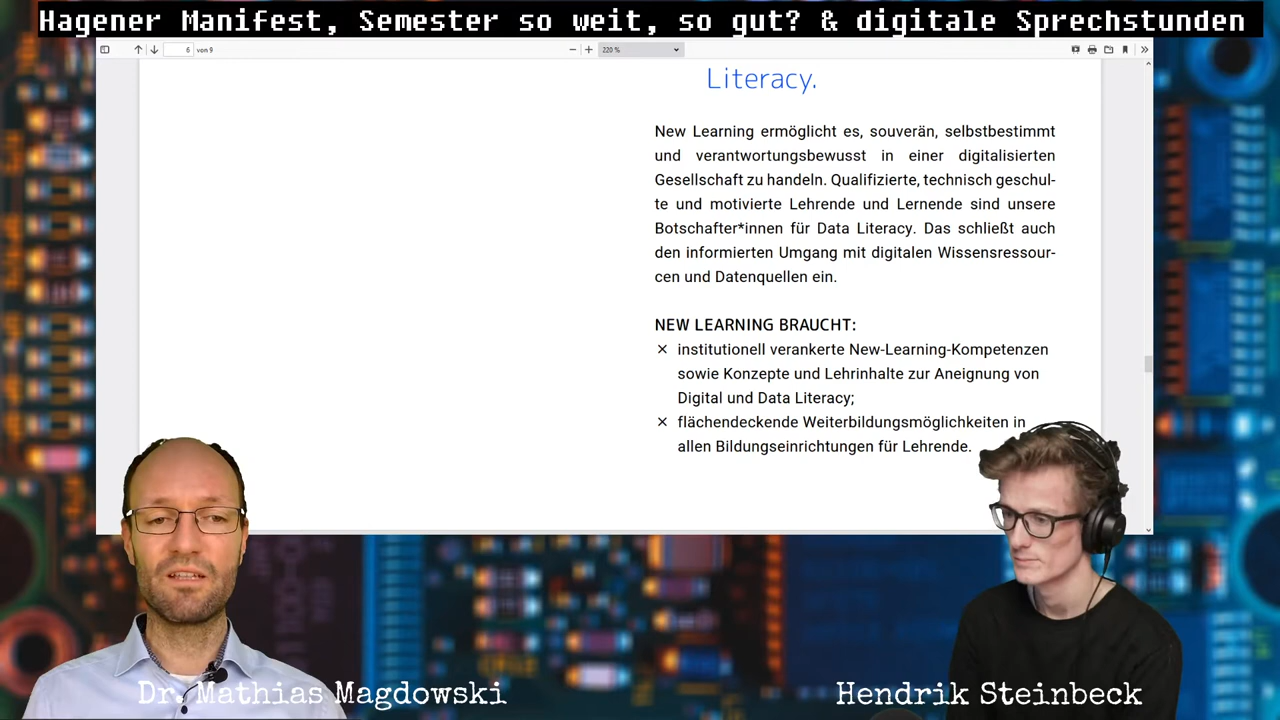 Hagener Manifest, Semester so weit, so gut? & digitale Sprechstunden
6 von 9
220 %
Literacy.
New Learning ermöglicht es, souverän, selbstbestimmt
und verantwortungsbewusst in einer digitalisierten
Gesellschaft zu handeln. Qualifizierte, technisch geschul-
te und motivierte Lehrende und Lernende sind unsere
Botschafter*innen für Data Literacy. Das schließt auch
den informierten Umgang mit digitalen Wissensressour-
cen und Datenquellen ein.
NEW LEARNING BRAUCHT:
× institutionell verankerte New-Learning-Kompetenzen
sowie Konzepte und Lehrinhalte zur Aneignung von
Digital und Data Literacy;
× flächendeckende Weiterbildungsmöglichkeiten in
allen Bildungseinrichtungen für Lehrende.
Dr. Mathias Magdowski
Hendrik Steinbeck